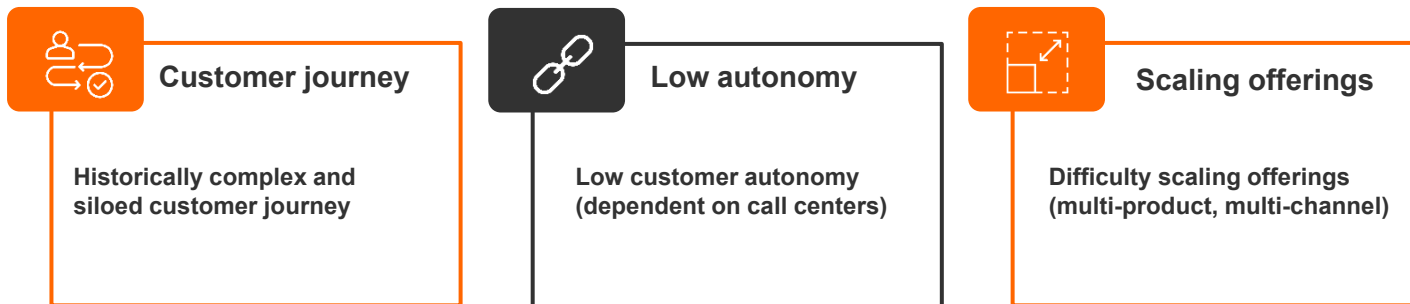 Customer journey
Historically complex and
siloed customer journey
Low autonomy
Low customer autonomy
(dependent on call centers)
Scaling offerings
Difficulty scaling offerings
(multi-product, multi-channel)